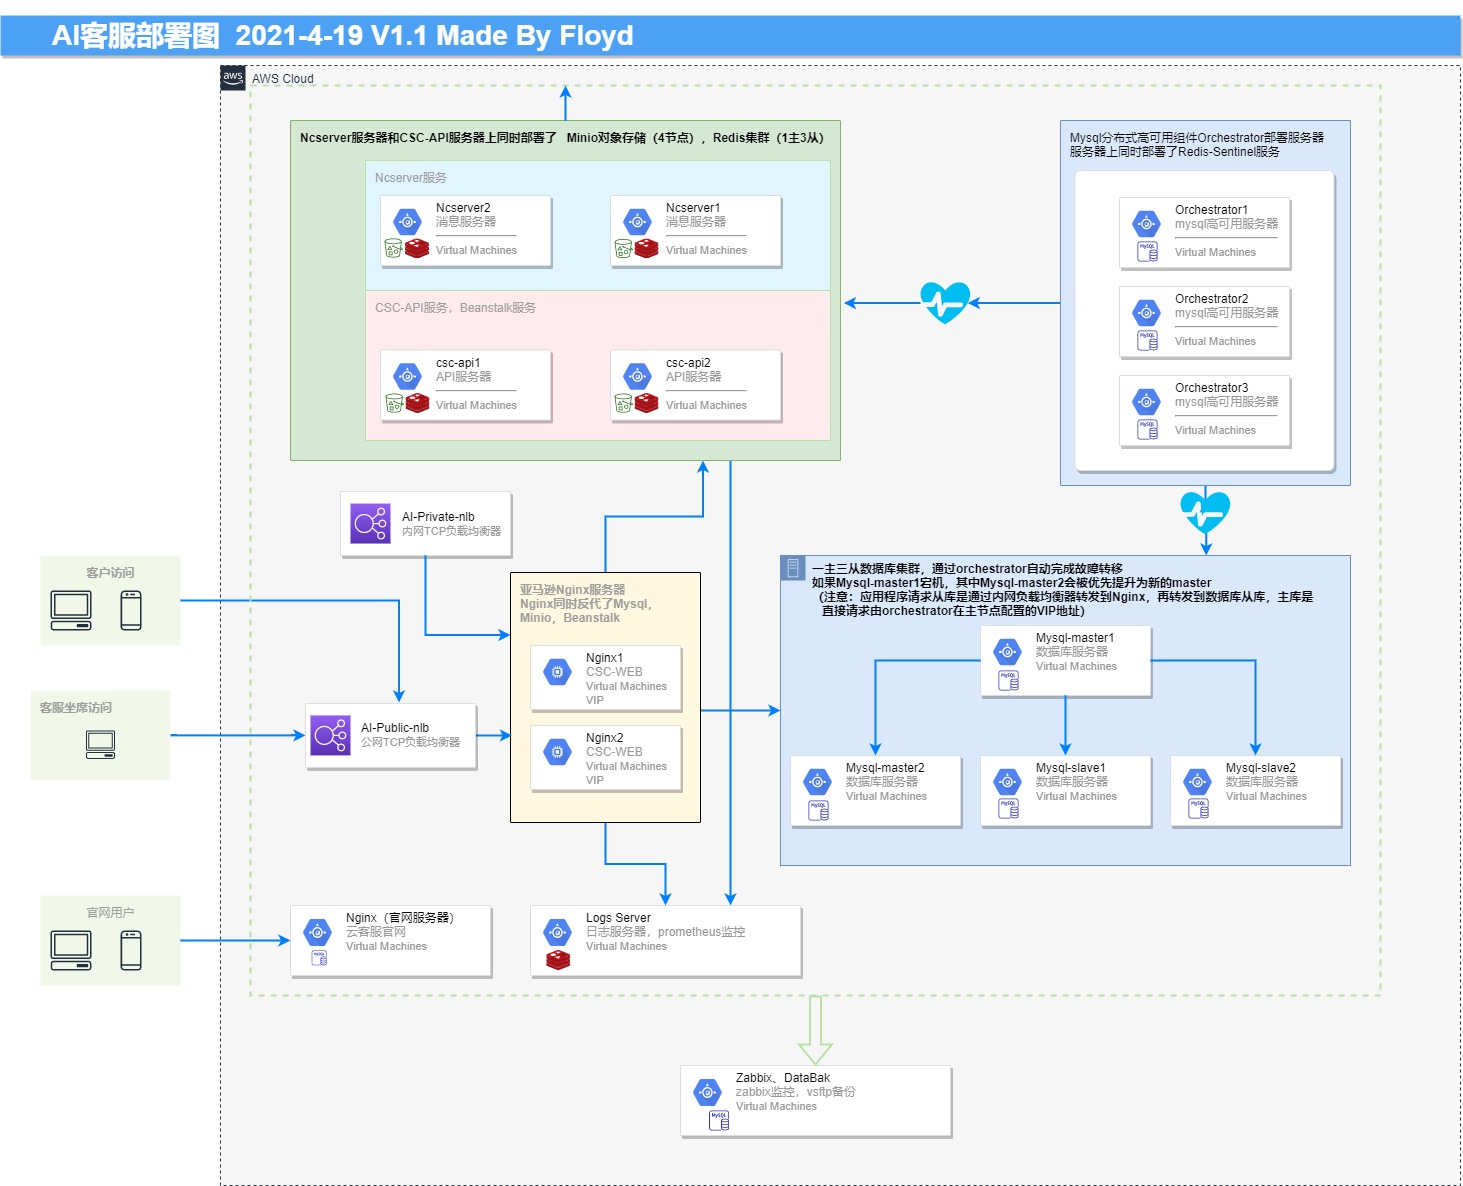 AI客服部署图  2021-4-19 V1.1 Made By Floyd
aws
AWS Cloud
Ncserver服务器和CSC-API服务器上同时部署了   Minio对象存储（4节点），Redis集群（1主3从）
Ncserver服务
Ncserver2
消息服务器
Virtual Machines
Ncserver1
消息服务器
Virtual Machines
CSC-API服务，Beanstalk服务
csc-api1
API服务器
Virtual Machines
csc-api2
API服务器
Virtual Machines
Mysql分布式高可用组件Orchestrator部署服务器
服务器上同时部署了Redis-Sentinel服务
Orchestrator1
mysql高可用服务器
Virtual Machines
MySQL
Orchestrator2
mysql高可用服务器
Virtual Machines
MySQL
Orchestrator3
mysql高可用服务器
Virtual Machines
MySQL
AI-Private-nlb
内网TCP负载均衡器
客户访问
客服坐席访问
AI-Public-nlb
公网TCP负载均衡器
亚马逊Nginx服务器
Nginx同时反代了Mysql，
Minio，Beanstalk
Nginx1
CSC-WEB
Virtual Machines
VIP
Nginx2
CSC-WEB
Virtual Machines
VIP
一主三从数据库集群，通过orchestrator自动完成故障转移
如果Mysql-master1宕机，其中Mysql-master2会被优先提升为新的master
（注意：应用程序请求从库是通过内网负载均衡器转发到Nginx，再转发到数据库从库，主库是
直接请求由orchestrator在主节点配置的VIP地址）
Mysql-master1
数据库服务器
Virtual Machines
MySQL
Mysql-master2
数据库服务器
Virtual Machines
MySQL
Mysql-slave1
数据库服务器
Virtual Machines
MySQL
Mysql-slave2
数据库服务器
Virtual Machines
MySQL
官网用户
Nginx（官网服务器）
云客服官网
Virtual Machines
MySQL
Logs Server
日志服务器，prometheus监控
Virtual Machines
Zabbix、DataBak
zabbix监控，vsftp备份
Virtual Machines
MySQL